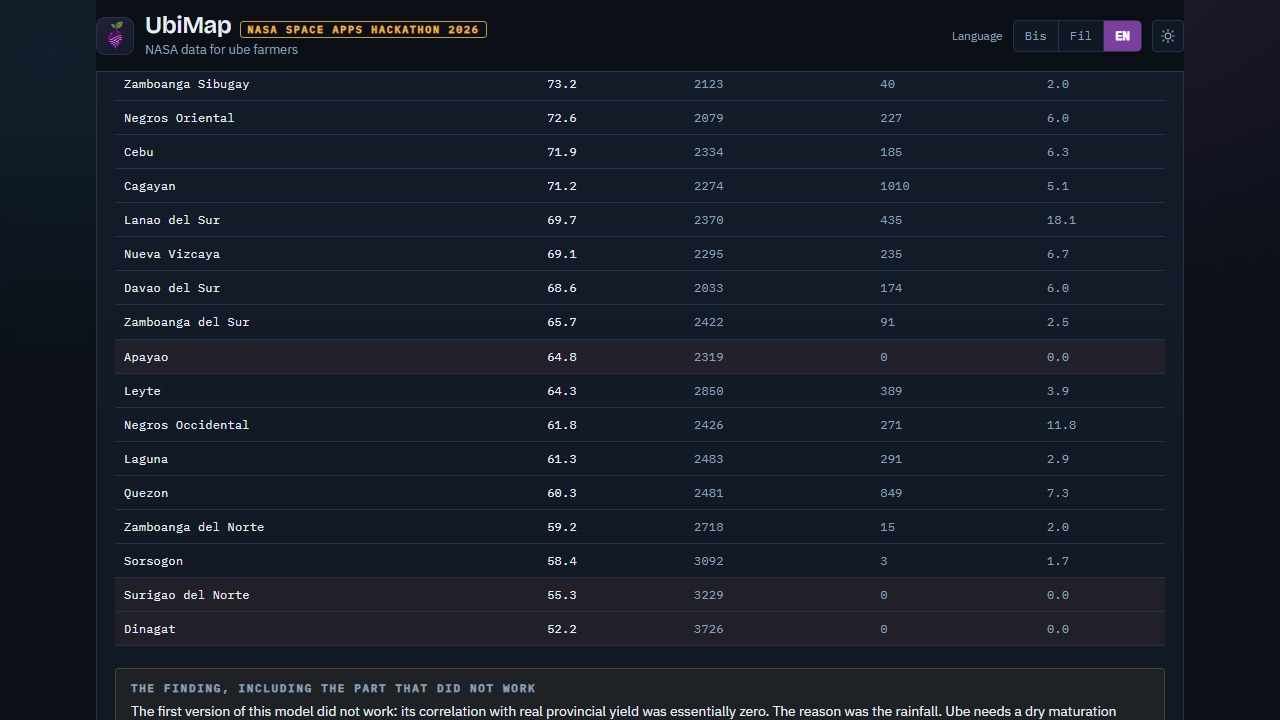 UbiMap NASA SPACE APPS HACKATHON 2026
NASA data for ube farmers
Language Bis Fil EN
Zamboanga Sibugay 73.2 2123 40 2.0
Negros Oriental 72.6 2079 227 6.0
Cebu 71.9 2334 185 6.3
Cagayan 71.2 2274 1010 5.1
Lanao del Sur 69.7 2370 435 18.1
Nueva Vizcaya 69.1 2295 235 6.7
Davao del Sur 68.6 2033 174 6.0
Zamboanga del Sur 65.7 2422 91 2.5
Apayao 64.8 2319 0 0.0
Leyte 64.3 2850 389 3.9
Negros Occidental 61.8 2426 271 11.8
Laguna 61.3 2483 291 2.9
Quezon 60.3 2481 849 7.3
Zamboanga del Norte 59.2 2718 15 2.0
Sorsogon 58.4 3092 3 1.7
Surigao del Norte 55.3 3229 0 0.0
Dinagat 52.2 3726 0 0.0
THE FINDING, INCLUDING THE PART THAT DID NOT WORK
The first version of this model did not work: its correlation with real provincial yield was essentially zero. The reason was the rainfall. Ube needs a dry maturation